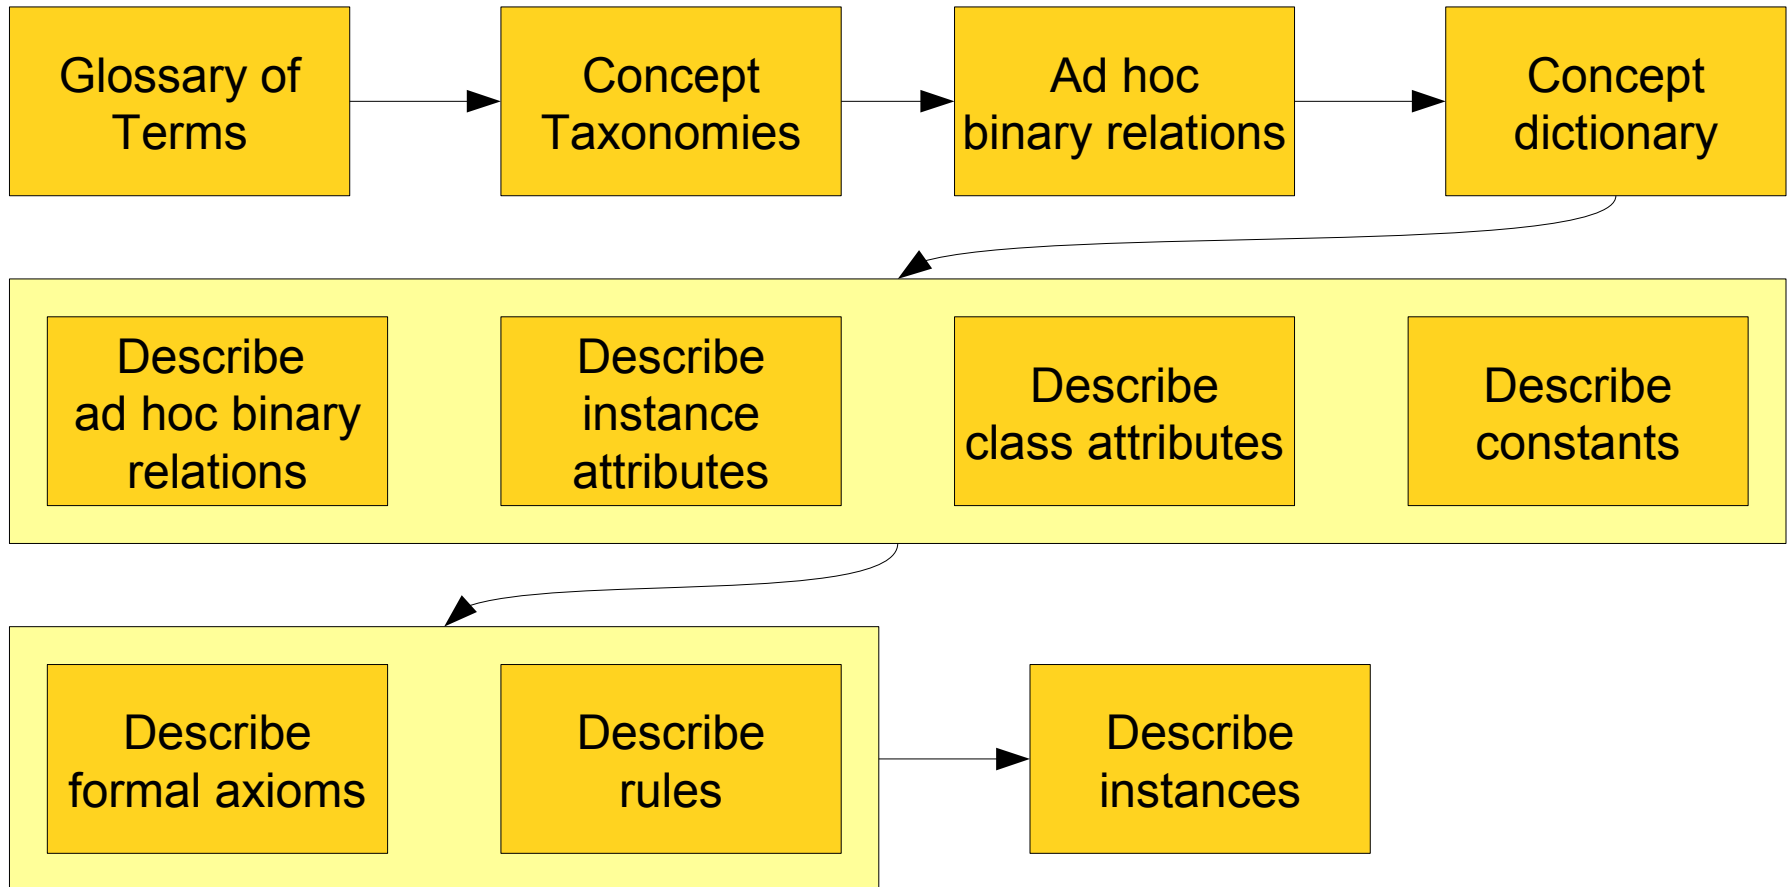 Glossary of
Terms
Concept
Taxonomies
Ad hoc
binary relations
Concept
dictionary
Describe
ad hoc binary
relations
Describe
instance
attributes
Describe
class attributes
Describe
constants
Describe
formal axioms
Describe
rules
Describe
instances